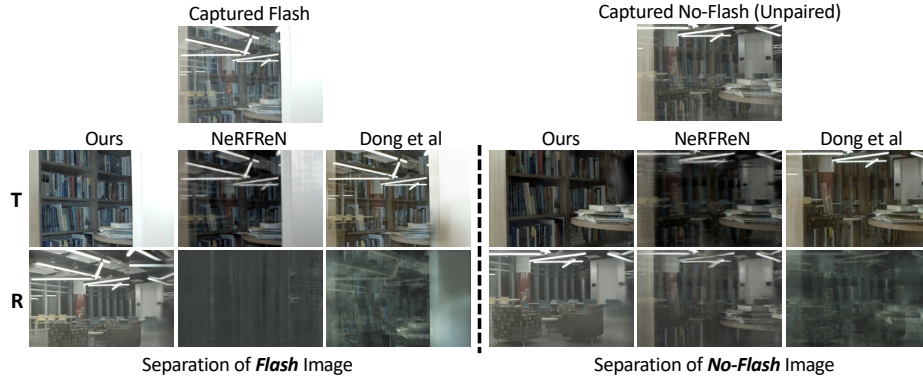 Captured Flash
Captured No-Flash (Unpaired)
Ours NeRFReN Dong et al Ours NeRFReN Dong et al
T
R
Separation of Flash Image
Separation of No-Flash Image